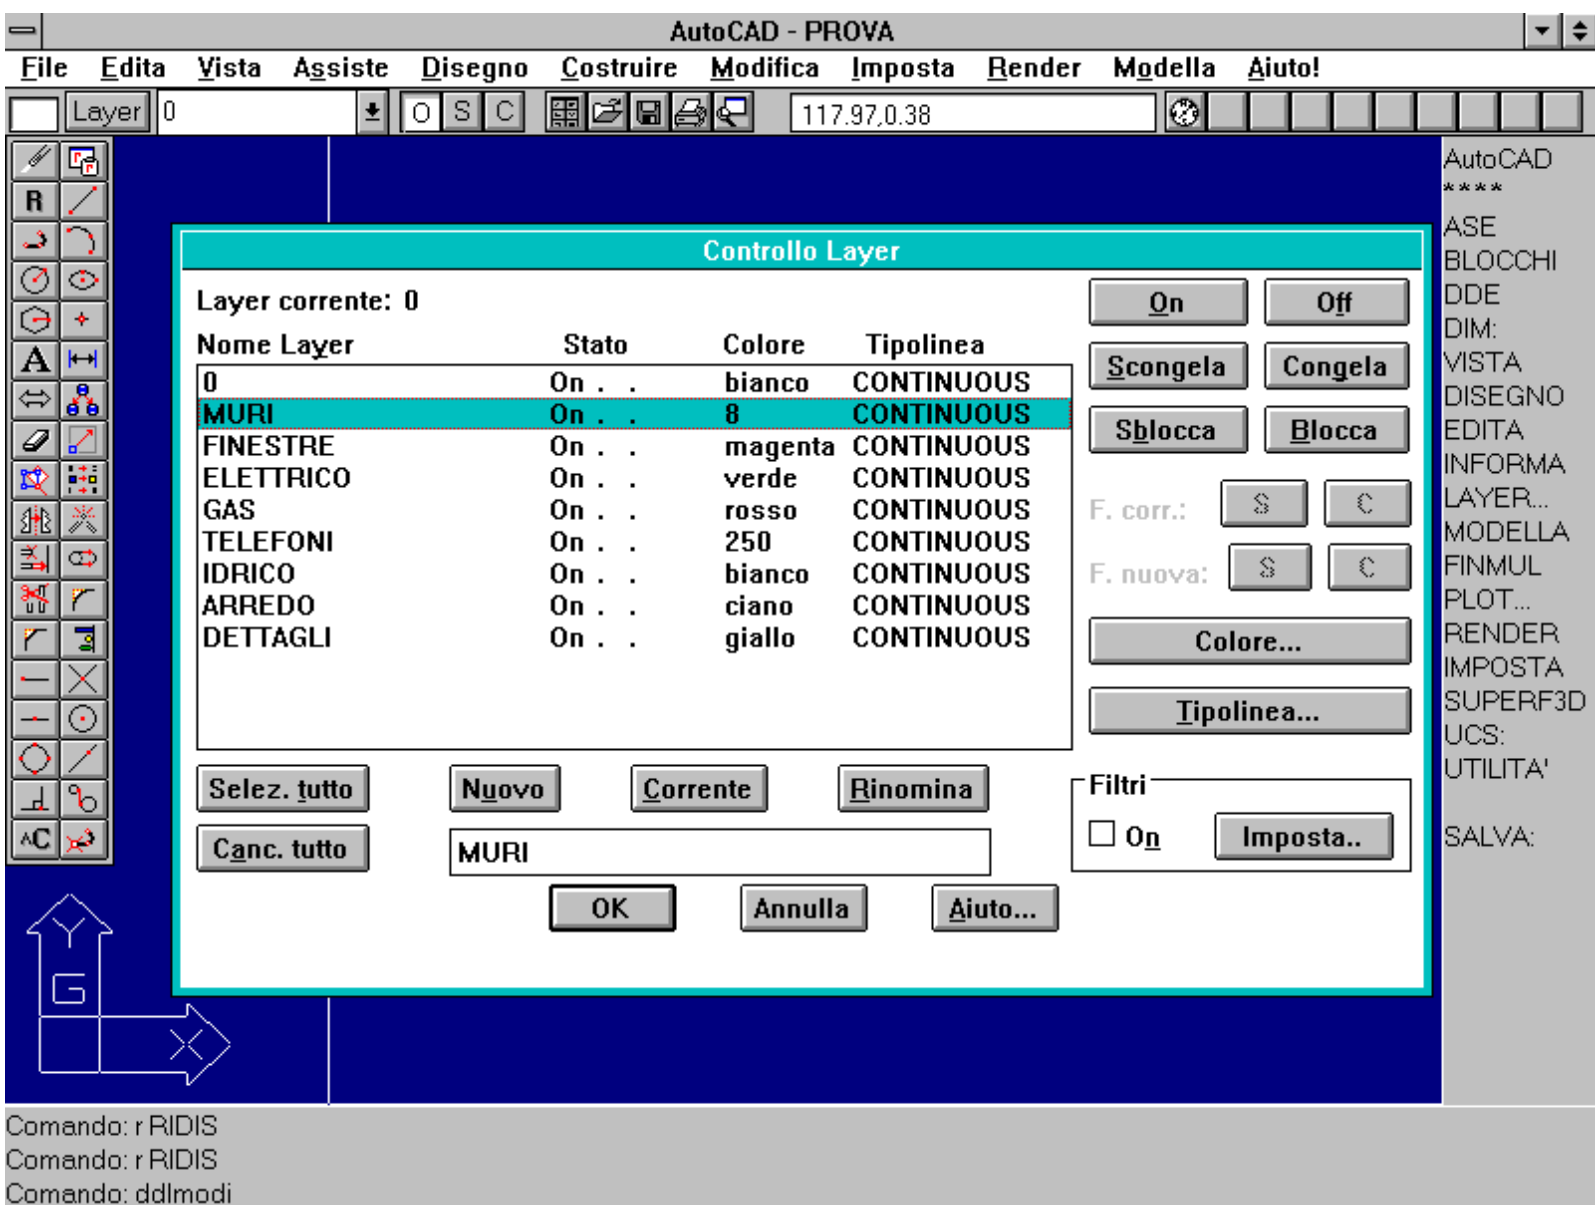 AutoCAD - PROVA
File Edita Vista Assiste Disegno Costruire Modifica Imposta Render Modella Aiuto!
Layer 0 O S C 117.97,0.38
R
A
AC
AutoCAD
****
ASE
BLOCCHI
DDE
DIM:
VISTA
DISEGNO
EDITA
INFORMA
LAYER...
MODELLA
FINMUL
PLOT...
RENDER
IMPOSTA
SUPERF3D
UCS:
UTILITA'
SALVA:
Controllo Layer
Layer corrente: 0
Nome Layer Stato Colore Tipolinea
0 On . . bianco CONTINUOUS
MURI On . . 8 CONTINUOUS
FINESTRE On . . magenta CONTINUOUS
ELETTRICO On . . verde CONTINUOUS
GAS On . . rosso CONTINUOUS
TELEFONI On . . 250 CONTINUOUS
IDRICO On . . bianco CONTINUOUS
ARREDO On . . ciano CONTINUOUS
DETTAGLI On . . giallo CONTINUOUS
On Off
Scongela Congela
Sblocca Blocca
F. corr.: S C
F. nuova: S C
Colore...
Tipolinea...
Selez. tutto Nuovo Corrente Rinomina
Canc. tutto MURI
Filtri
On Imposta..
OK Annulla Aiuto...
Y
G
X
Comando: r RIDIS
Comando: r RIDIS
Comando: ddlmodi